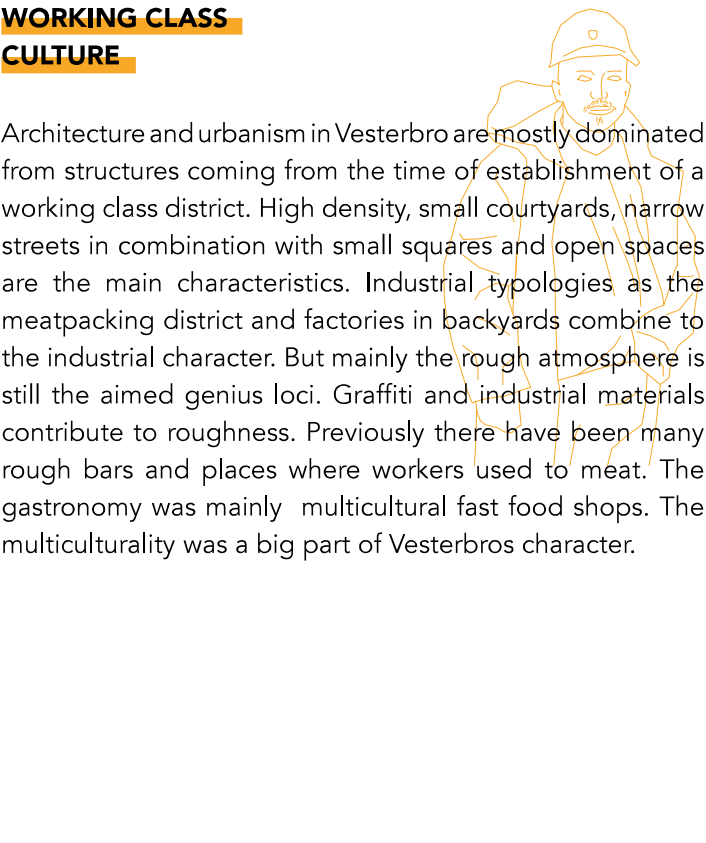 WORKING CLASS
CULTURE
Architecture and urbanism in Vesterbro are mostly dominated
from structures coming from the time of establishment of a
working class district. High density, small courtyards, narrow
streets in combination with small squares and open spaces
are the main characteristics. Industrial typologies as the
meatpacking district and factories in backyards combine to
the industrial character. But mainly the rough atmosphere is
still the aimed genius loci. Graffiti and industrial materials
contribute to roughness. Previously there have been many
rough bars and places where workers used to meat. The
gastronomy was mainly  multicultural fast food shops. The
multiculturality was a big part of Vesterbros character.